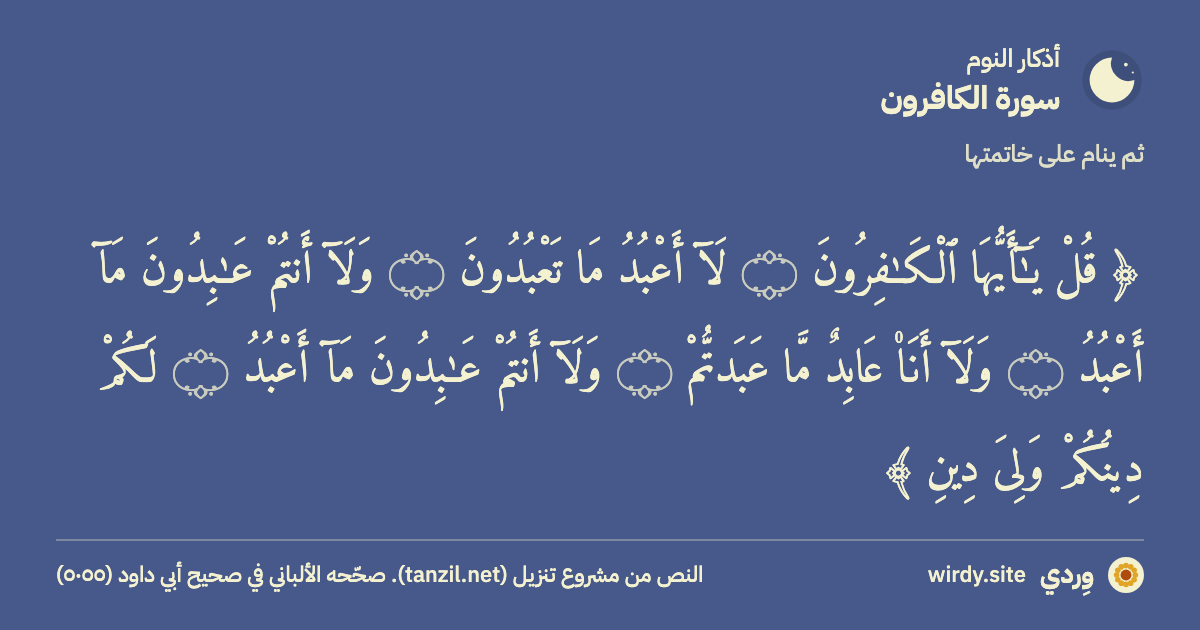 أذكار النوم
سورة الكافرون
ثم ينام على خاتمتها
﴿ قُلْ يَـٰٓأَيُّهَا ٱلْكَـٰفِرُونَ ۝ لَآ أَعْبُدُ مَا تَعْبُدُونَ ۝ وَلَآ أَنتُمْ عَـٰبِدُونَ مَآ
أَعْبُدُ ۝ وَلَآ أَنَا۠ عَابِدٌ مَّا عَبَدتُّمْ ۝ وَلَآ أَنتُمْ عَـٰبِدُونَ مَآ أَعْبُدُ ۝ لَكُمْ
دِينُكُمْ وَلِىَ دِينِ ﴾
وِردي wirdy.site
النص من مشروع تنزيل (tanzil.net). صحّحه الألباني في صحيح أبي داود (٥٠٥٥)